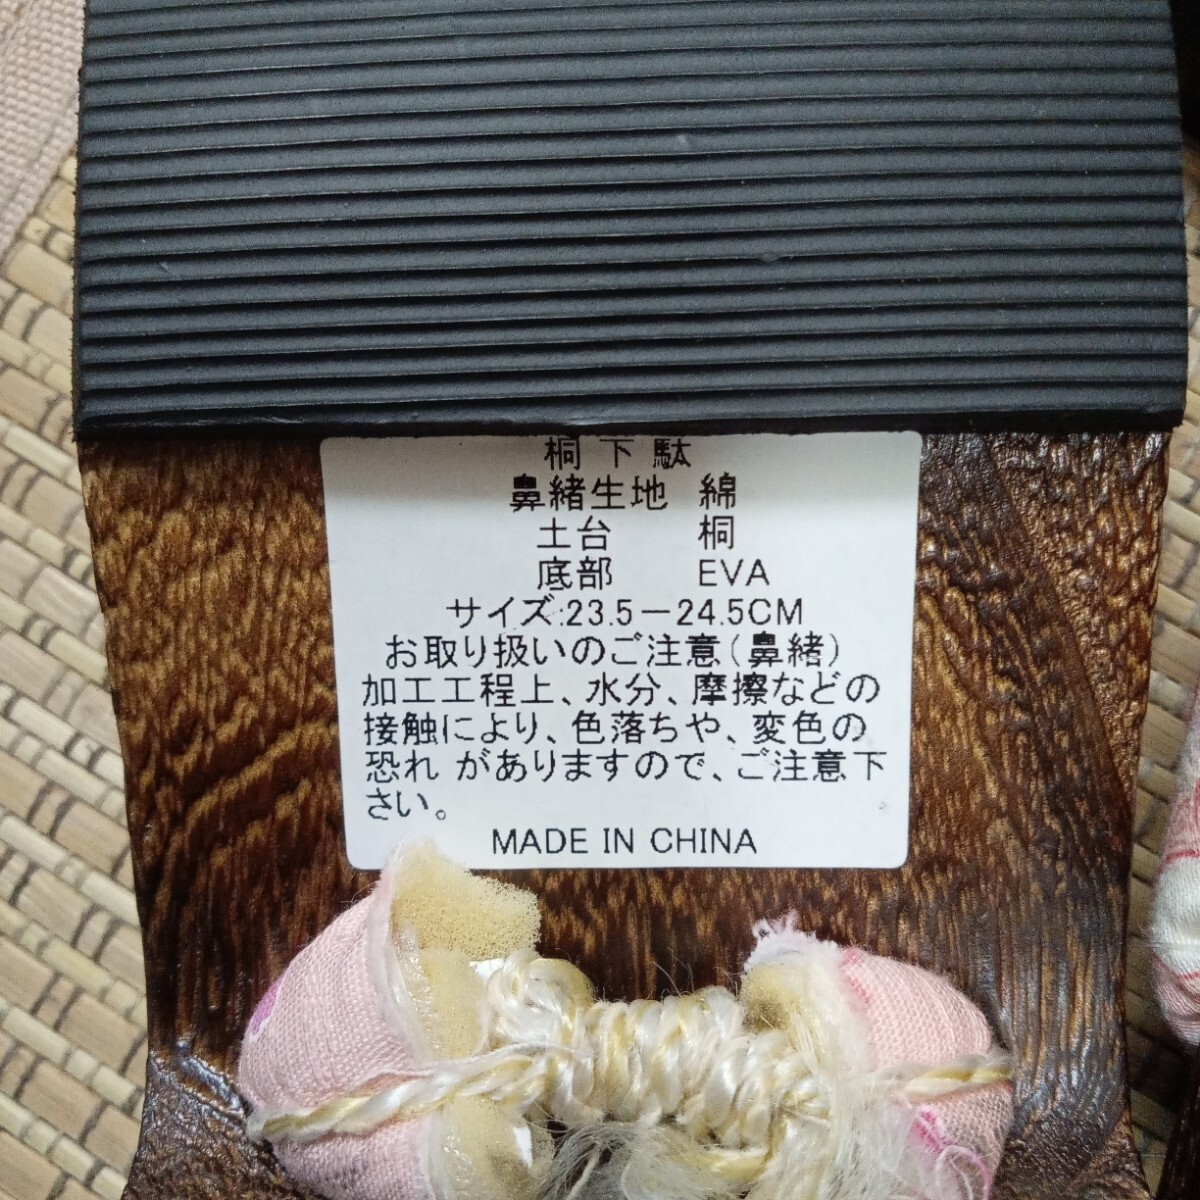 桐 下 駄
鼻緒生地 綿
土台 桐
底部 EVA
サイズ:23.5－24.5CM
お取り扱いのご注意(鼻緒)
加工工程上、水分、摩擦などの
接触により、色落ちや、変色の
恐れ がありますので、ご注意下
さい。
MADE IN CHINA